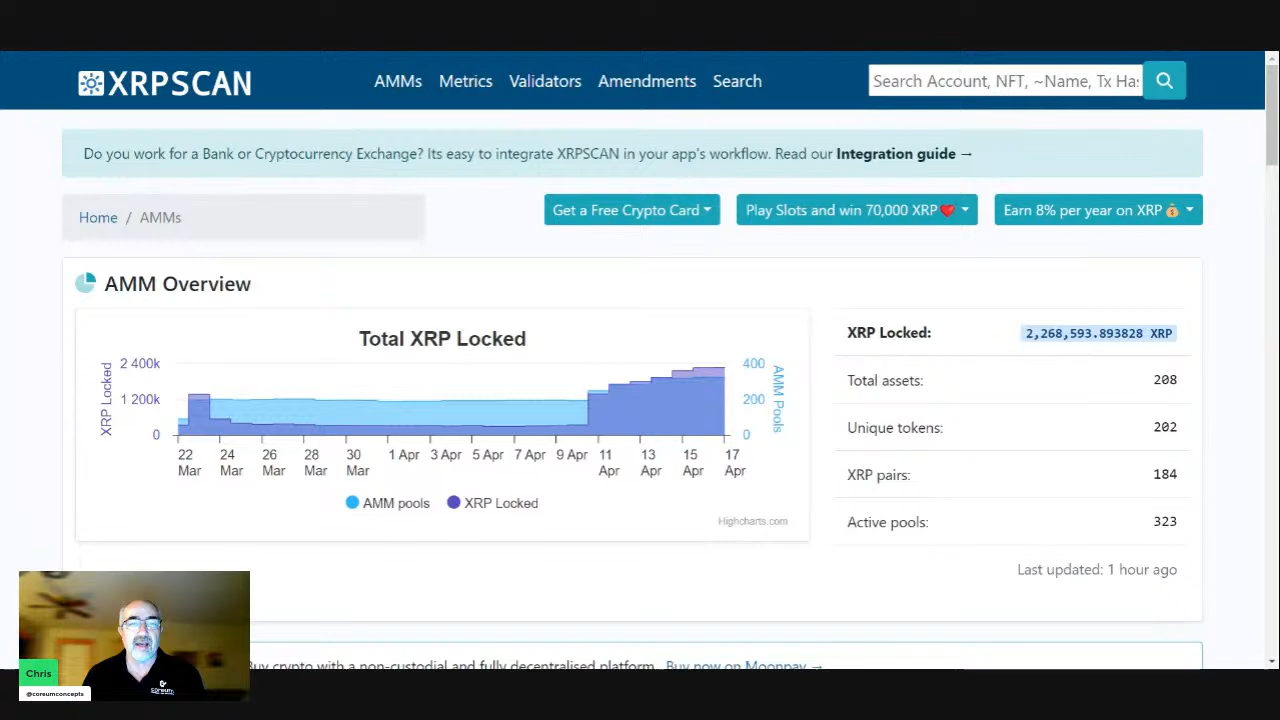 XRPSCAN
AMMs Metrics Validators Amendments Search
Search Account, NFT, ~Name, Tx Has
Do you work for a Bank or Cryptocurrency Exchange? Its easy to integrate XRPSCAN in your app's workflow. Read our Integration guide →
Home / AMMs
Get a Free Crypto Card
Play Slots and win 70,000 XRP❤️
Earn 8% per year on XRP💰
AMM Overview
Total XRP Locked
XRP Locked
2 400k
1 200k
0
400
200
0
AMM Pools
22 Mar
24 Mar
26 Mar
28 Mar
30 Mar
1 Apr
3 Apr
5 Apr
7 Apr
9 Apr
11 Apr
13 Apr
15 Apr
17 Apr
AMM pools XRP Locked
Highcharts.com
XRP Locked: 2,268,593.893828 XRP
Total assets: 208
Unique tokens: 202
XRP pairs: 184
Active pools: 323
Last updated: 1 hour ago
Buy crypto with a non-custodial and fully decentralised platform. Buy now on Moonpay →
coreum
Chris
@coreumconcepts